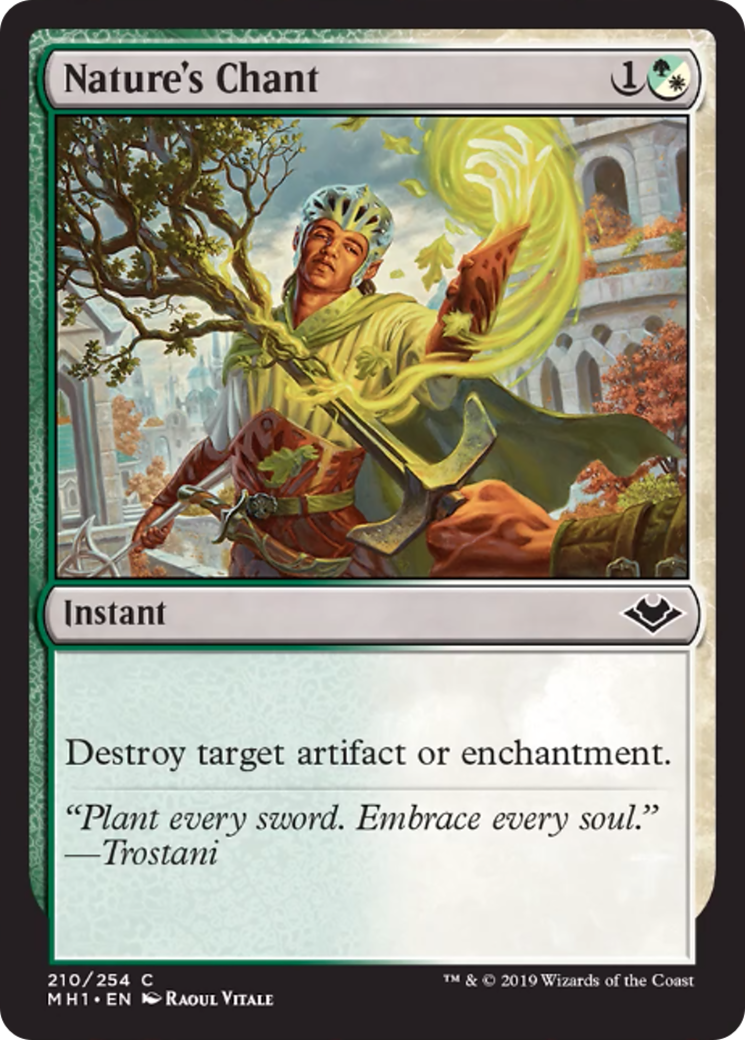 Nature's Chant 1
Instant
Destroy target artifact or enchantment.
“Plant every sword. Embrace every soul.”
—Trostani
210/254 C
MH1 • EN Raoul Vitale
™ & © 2019 Wizards of the Coast